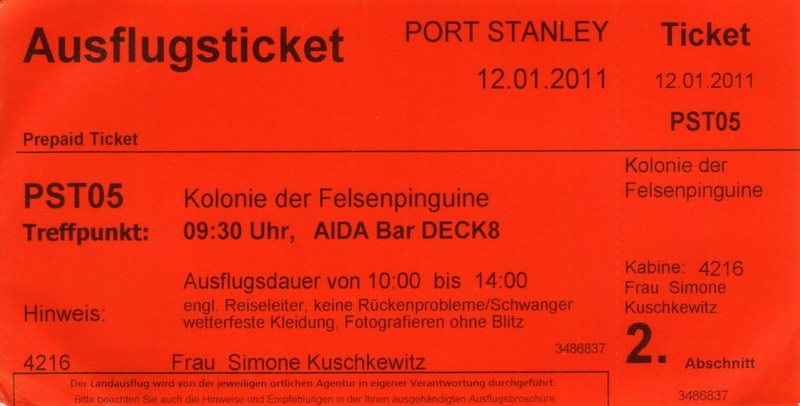 Ausflugsticket
PORT STANLEY
12.01.2011
Prepaid Ticket
PST05 Kolonie der Felsenpinguine
Treffpunkt: 09:30 Uhr, AIDA Bar DECK8
Ausflugsdauer von 10:00 bis 14:00
Hinweis: engl. Reiseleiter, keine Rückenprobleme/Schwanger
wetterfeste Kleidung, Fotografieren ohne Blitz
3486837
4216 Frau Simone Kuschkewitz
Der Landausflug wird von der jeweiligen örtlichen Agentur in eigener Verantwortung durchgeführt.
Bitte beachten Sie auch die Hinweise und Empfehlungen in der Ihnen ausgehändigten Ausflugsbroschüre
Ticket
12.01.2011
PST05
Kolonie der
Felsenpinguine
Kabine: 4216
Frau Simone
Kuschkewitz
2. Abschnitt
3486837